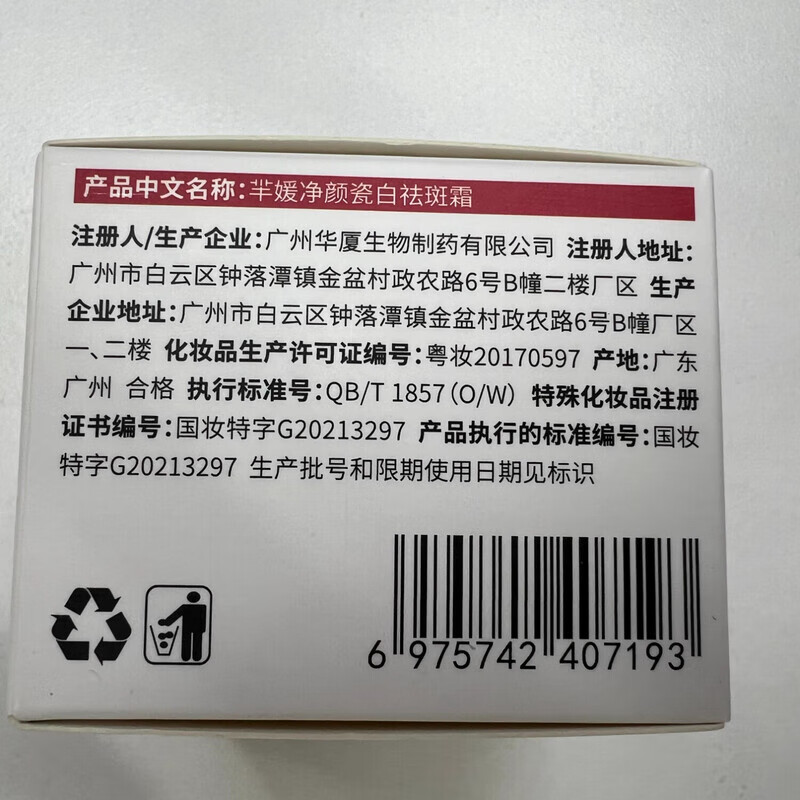 产品中文名称:芈媛净颜瓷白祛斑霜
注册人/生产企业:广州华厦生物制药有限公司 注册人地址:
广州市白云区钟落潭镇金盆村政农路6号B幢二楼厂区 生产
企业地址:广州市白云区钟落潭镇金盆村政农路6号B幢厂区
一、二楼 化妆品生产许可证编号:粤妆20170597 产地:广东
广州 合格 执行标准号:QB/T 1857(O/W) 特殊化妆品注册
证书编号:国妆特字G20213297 产品执行的标准编号:国妆
特字G20213297 生产批号和限期使用日期见标识
6 975742 407193